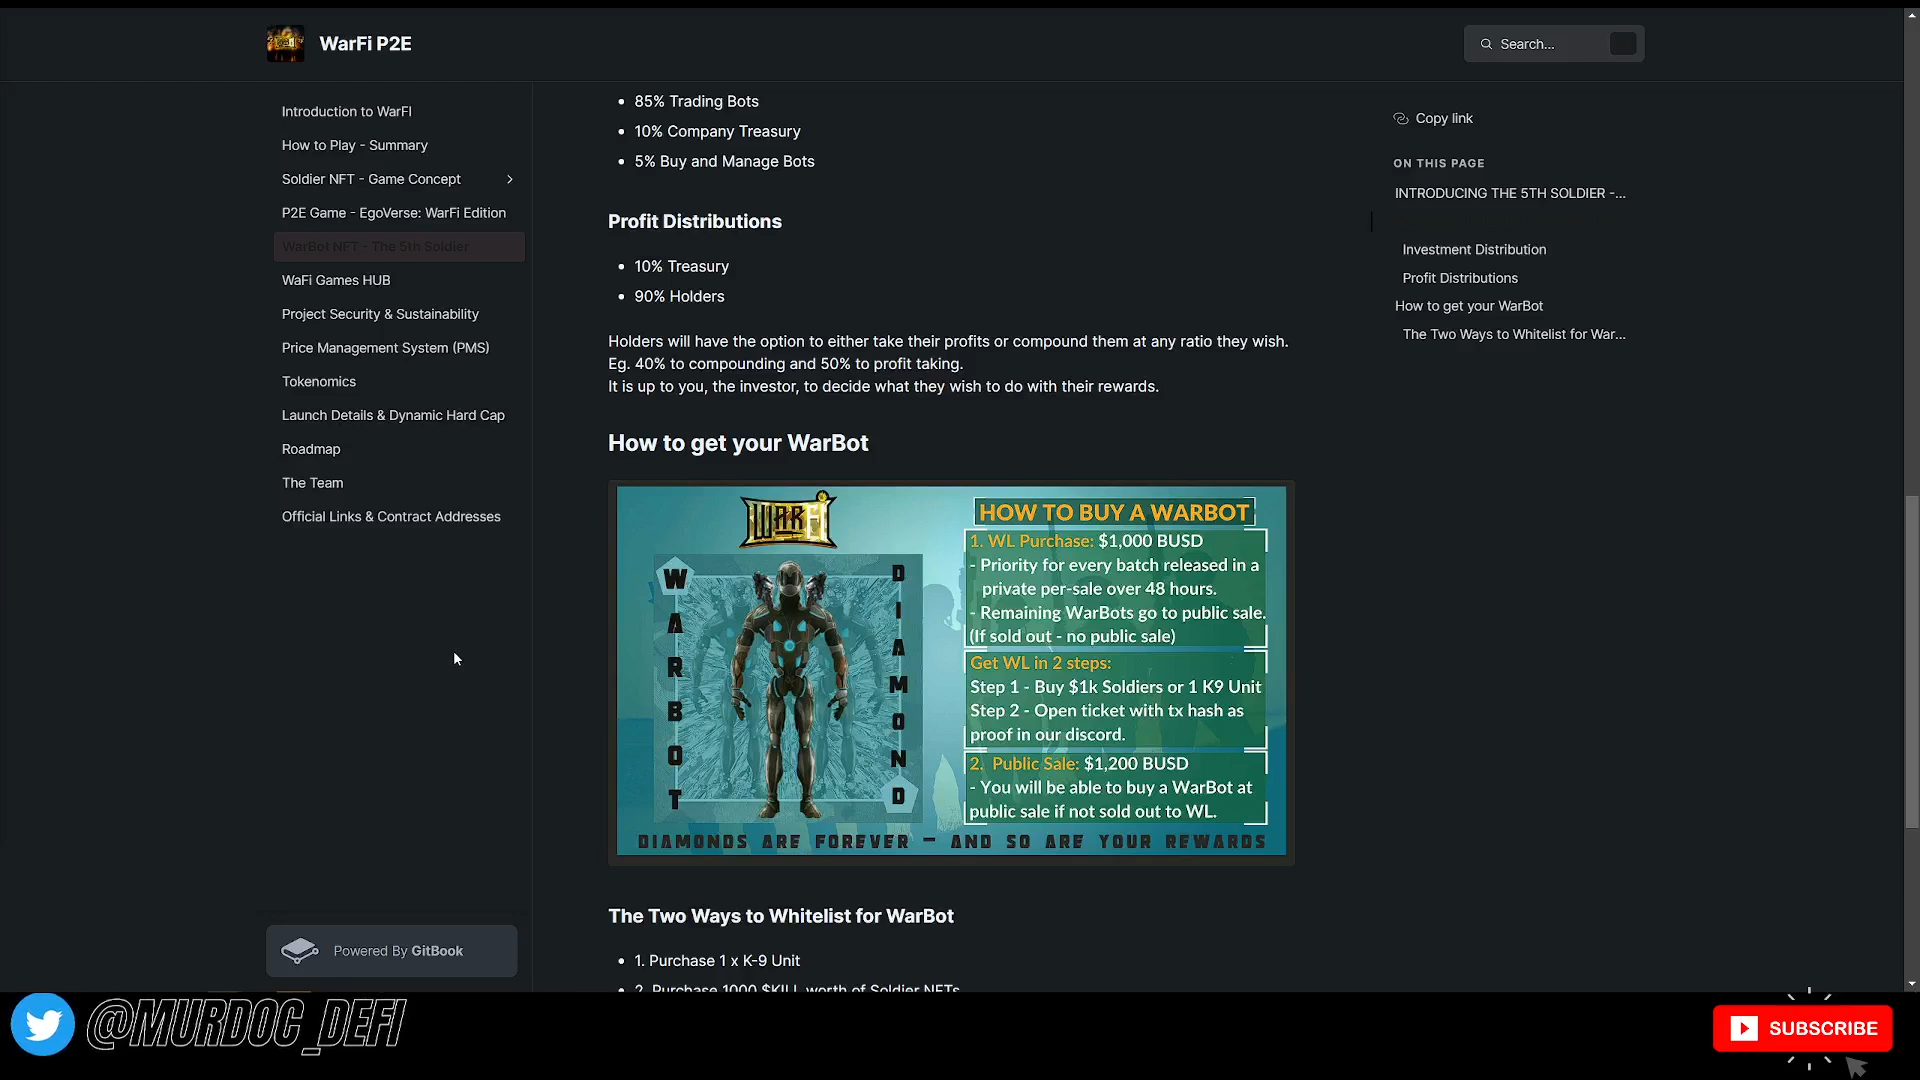 WarFi P2E
Search...
Introduction to WarFI
How to Play - Summary
Soldier NFT - Game Concept
P2E Game - EgoVerse: WarFi Edition
WarBot NFT - The 5th Soldier
WaFi Games HUB
Project Security & Sustainability
Price Management System (PMS)
Tokenomics
Launch Details & Dynamic Hard Cap
Roadmap
The Team
Official Links & Contract Addresses
Powered By GitBook
• 85% Trading Bots
• 10% Company Treasury
• 5% Buy and Manage Bots
Profit Distributions
• 10% Treasury
• 90% Holders
Holders will have the option to either take their profits or compound them at any ratio they wish.
Eg. 40% to compounding and 50% to profit taking.
It is up to you, the investor, to decide what they wish to do with their rewards.
How to get your WarBot
WARFI
WARBOT
DIAMOND
HOW TO BUY A WARBOT
1. WL Purchase: $1,000 BUSD
- Priority for every batch released in a
private per-sale over 48 hours.
- Remaining WarBots go to public sale.
(If sold out - no public sale)
Get WL in 2 steps:
Step 1 - Buy $1k Soldiers or 1 K9 Unit
Step 2 - Open ticket with tx hash as
proof in our discord.
2. Public Sale: $1,200 BUSD
- You will be able to buy a WarBot at
public sale if not sold out to WL.
DIAMONDS ARE FOREVER - AND SO ARE YOUR REWARDS
The Two Ways to Whitelist for WarBot
• 1. Purchase 1 x K-9 Unit
• 2. Purchase 1000 $KILL worth of Soldier NFTs
Copy link
ON THIS PAGE
INTRODUCING THE 5TH SOLDIER -...
Investment Distribution
Profit Distributions
How to get your WarBot
The Two Ways to Whitelist for War...
@MURDOC_DEFI
SUBSCRIBE